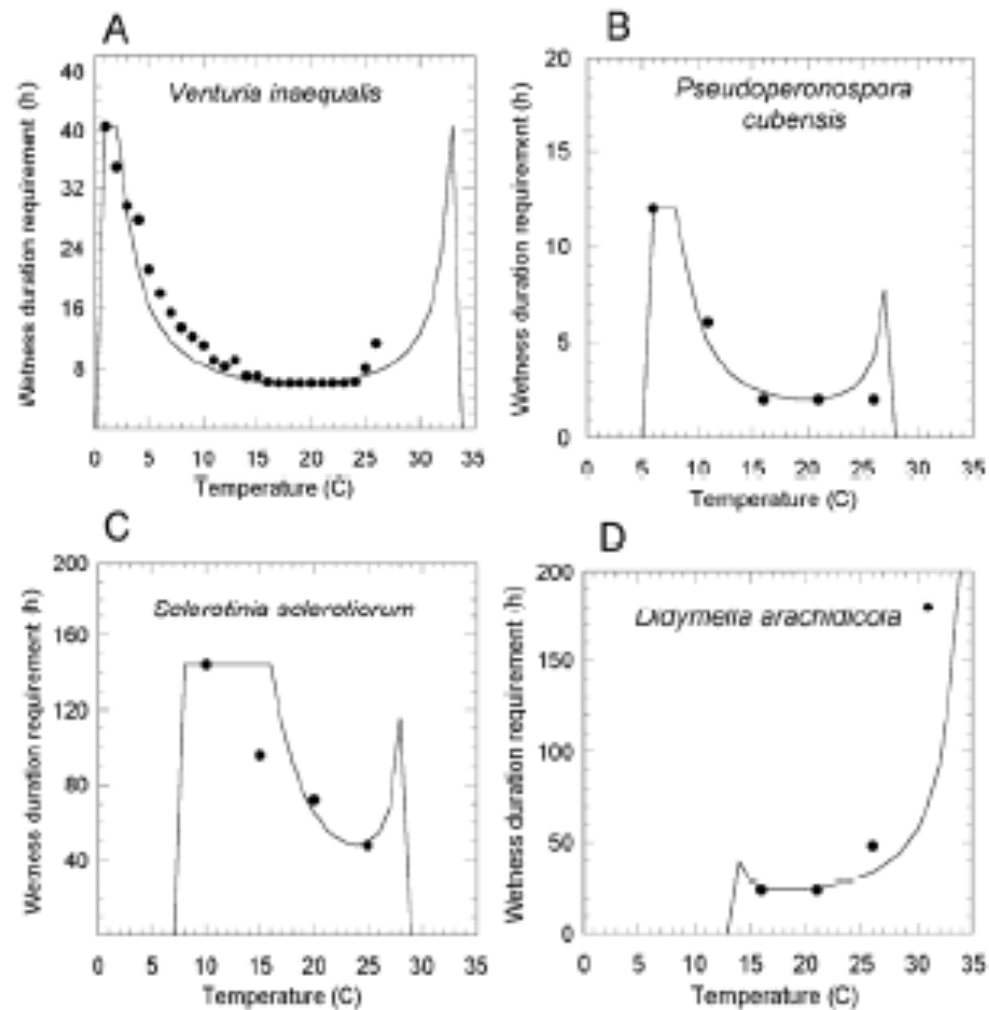 A
Venturia inaequalis
Wetness duration requirement (h)
40
40
32
24
16
8
0 5 10 15 20 25 30 35
Temperature (C)
B
Pseudoperonospora
cubensis
Wetness duration requirement (h)
20
15
10
5
0
0 5 10 15 20 25 30 35
Temperature (C)
C
Sclerotinia sclerotiorum
Wetness duration requirement (h)
200
160
120
80
40
0 5 10 15 20 25 30 35
Temperature (C)
D
Didymella arachidicola
Wetness duration requirement (h)
200
150
100
50
0
0 5 10 15 20 25 30 35
Temperature (C)